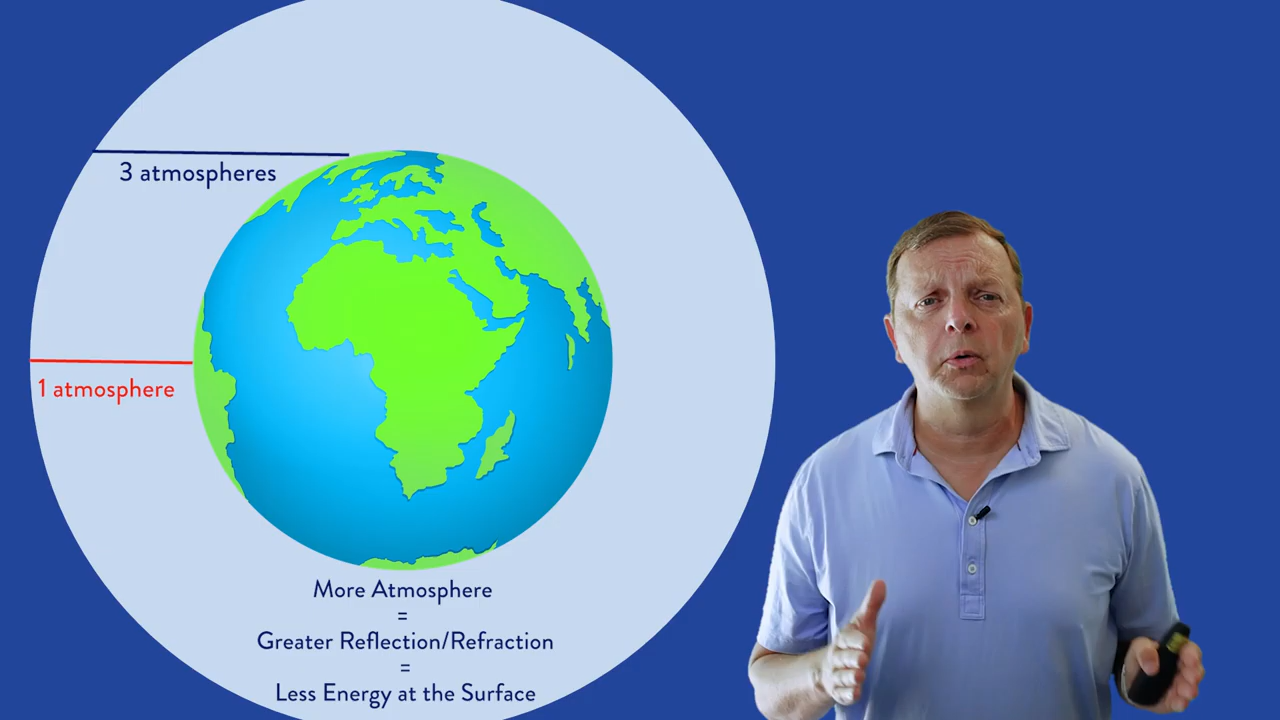 3 atmospheres
1 atmosphere
More Atmosphere
=
Greater Reflection/Refraction
=
Less Energy at the Surface